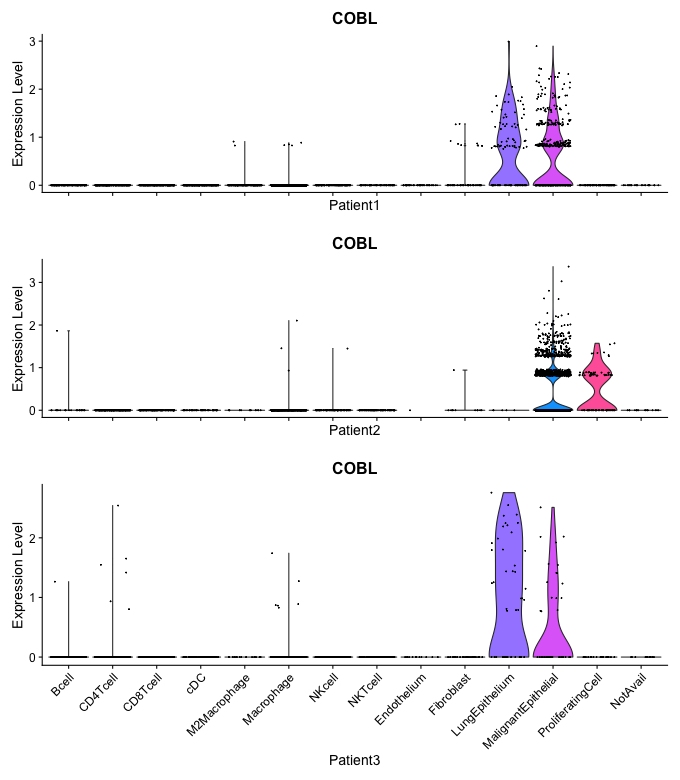 COBL
Expression Level
3
2
1
0
Patient1
COBL
Expression Level
3
2
1
0
Patient2
COBL
Expression Level
2
1
0
Bcell
CD4Tcell
CD8Tcell
cDC
M2Macrophage
Macrophage
NKcell
NKTcell
Endothelium
Fibroblast
LungEpithelium
MalignantEpithelial
ProliferatingCell
NotAvail
Patient3